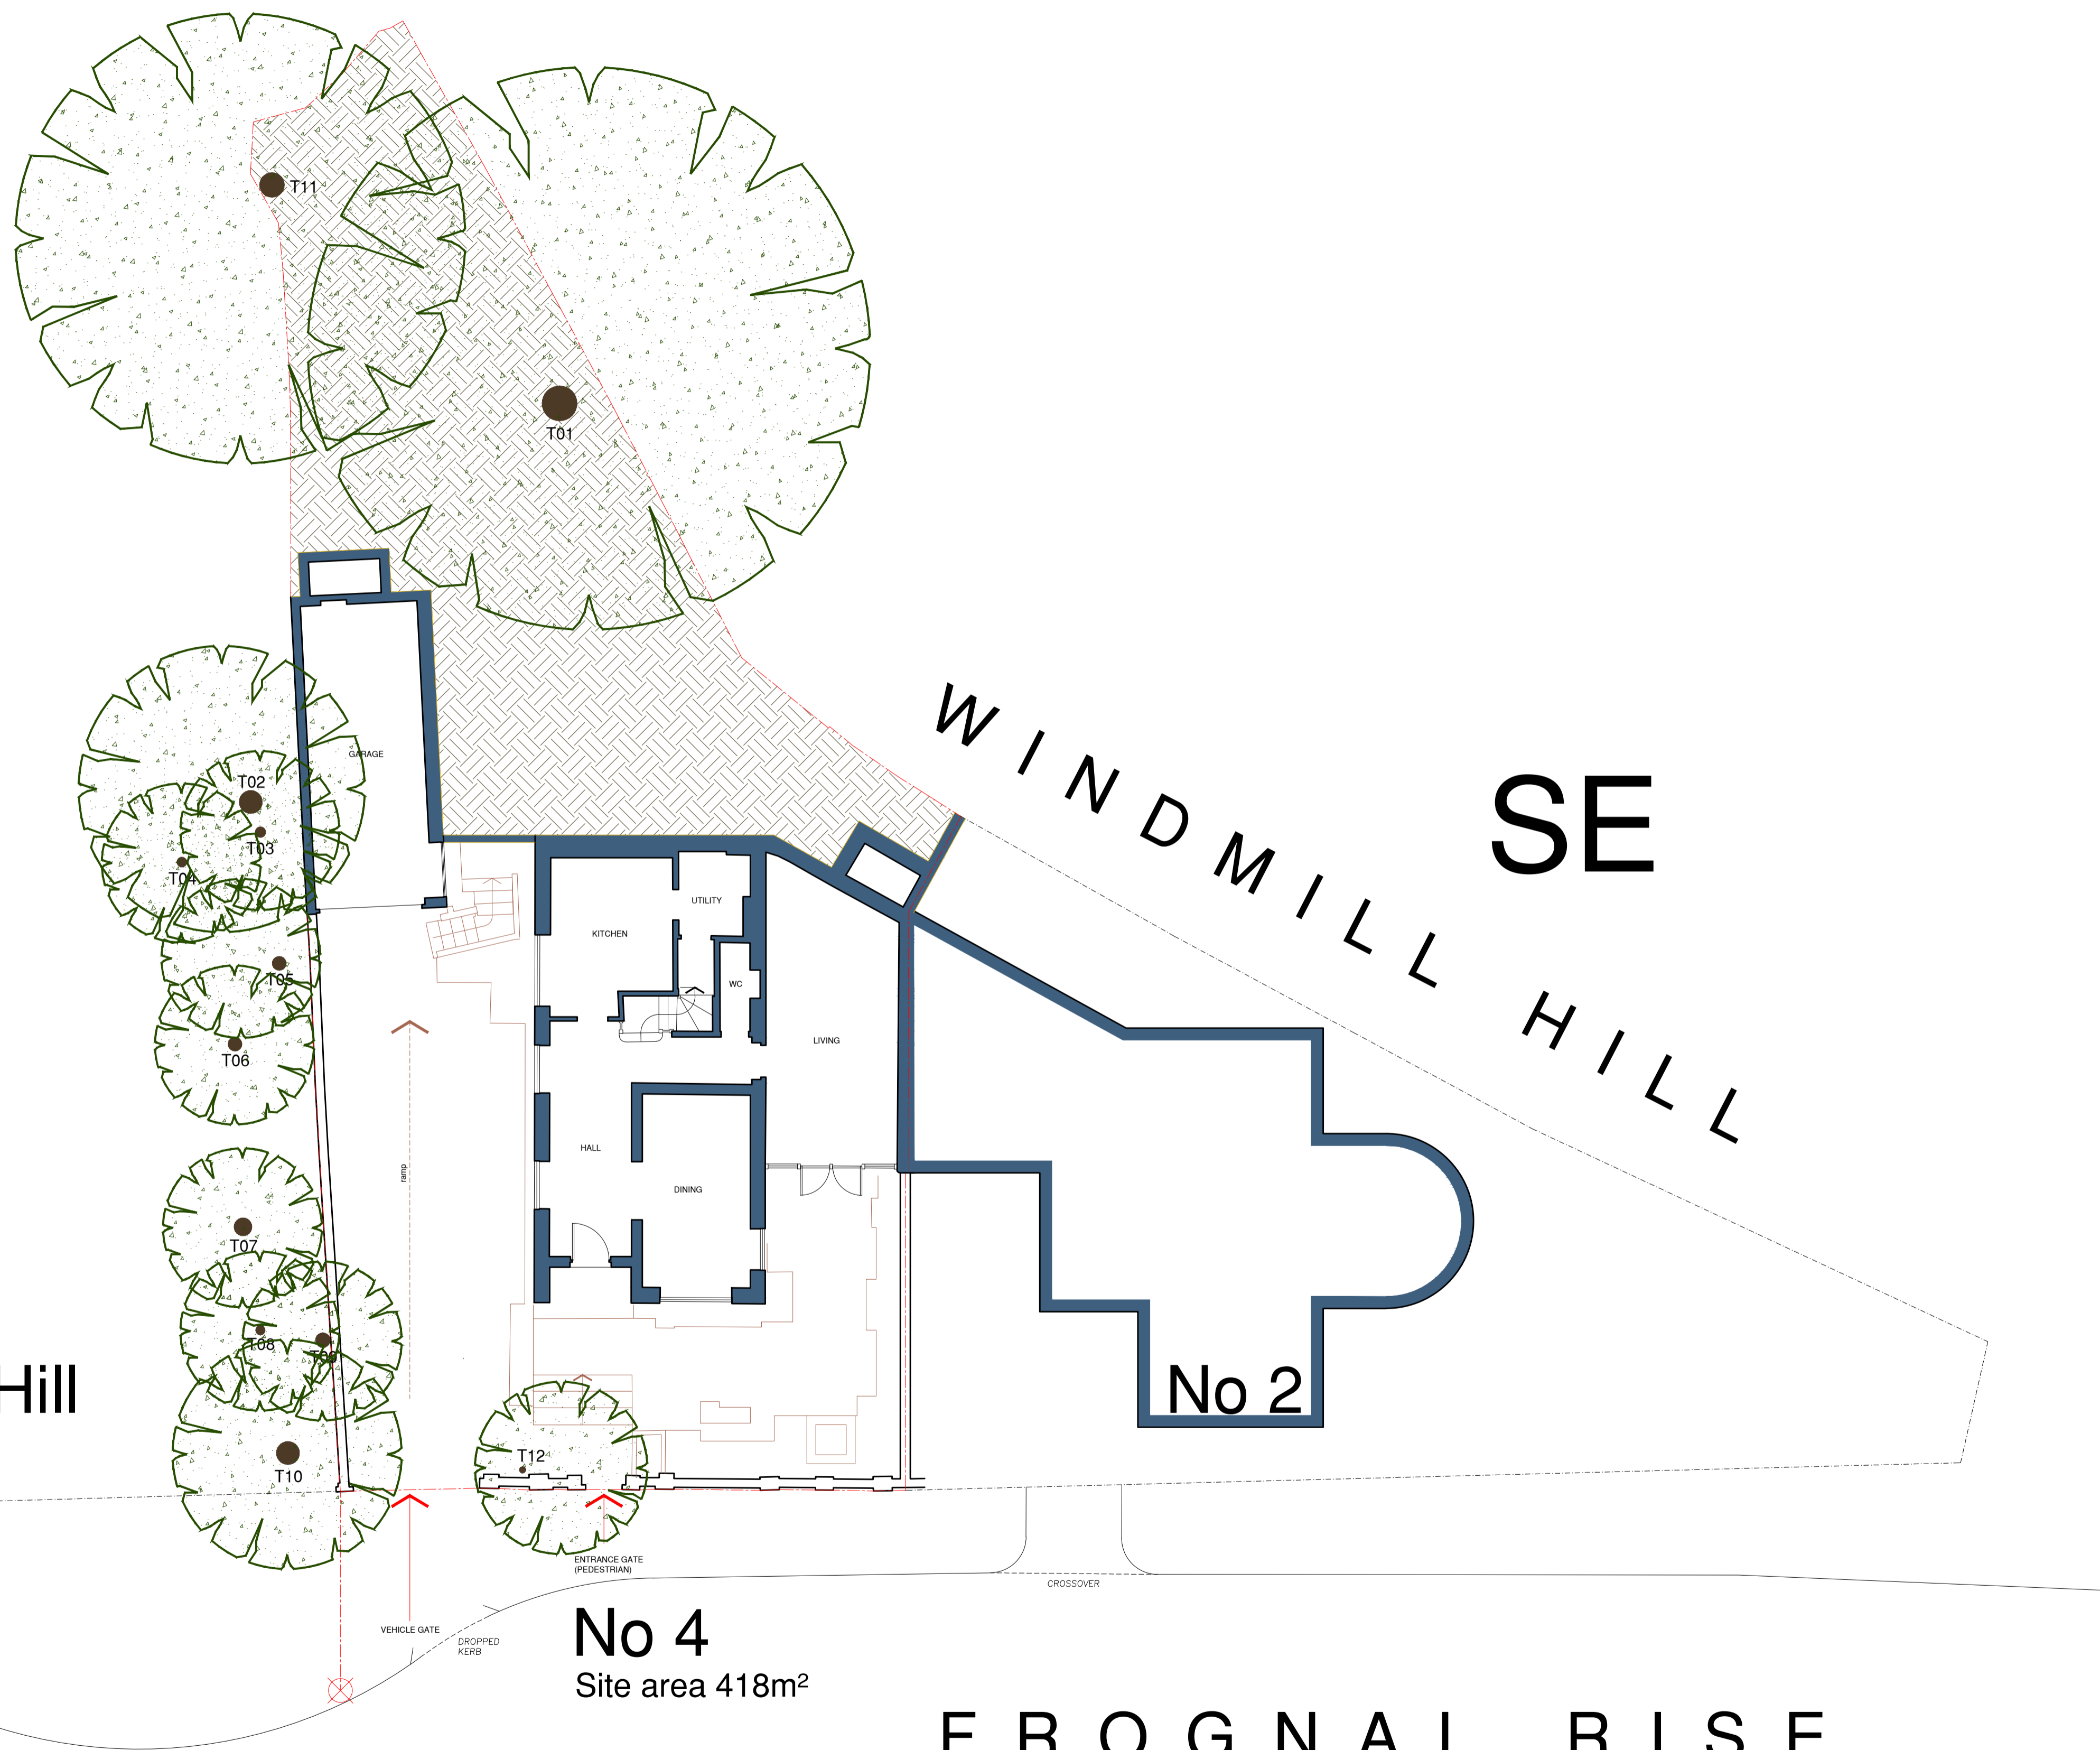 T11
T01
WINDMILL HILL
SE
GARAGE
T02
T03
T04
UTILITY
KITCHEN
WC
T05
LIVING
T06
HALL
ramp
DINING
T07
T08
T09
Hill
No 2
T12
T10
ENTRANCE GATE
(PEDESTRIAN)
CROSSOVER
VEHICLE GATE
DROPPED
KERB
No 4
Site area 418m²
FROGNAL RISE